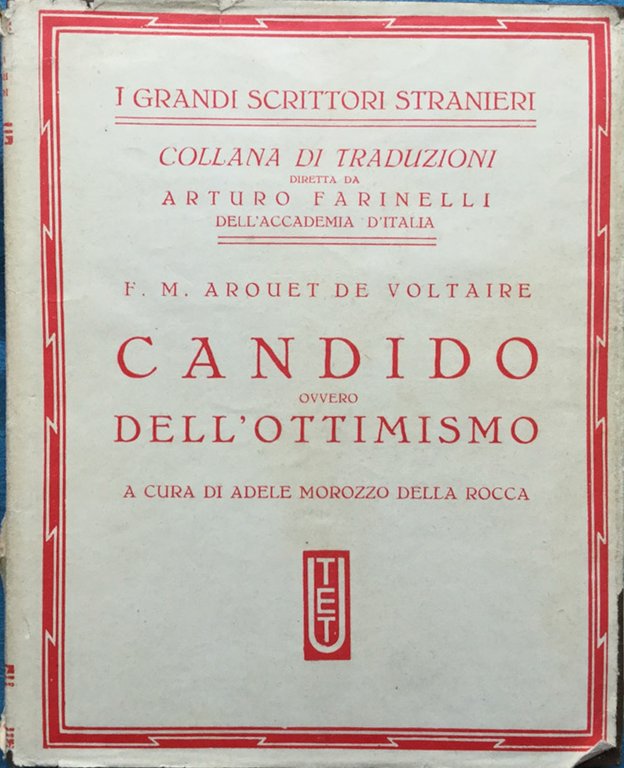 I GRANDI SCRITTORI STRANIERI
COLLANA DI TRADUZIONI
DIRETTA DA
ARTURO FARINELLI
DELL'ACCADEMIA D'ITALIA
F. M. AROUET DE VOLTAIRE
CANDIDO
OVVERO
DELL'OTTIMISMO
A CURA DI ADELE MOROZZO DELLA ROCCA
UTET